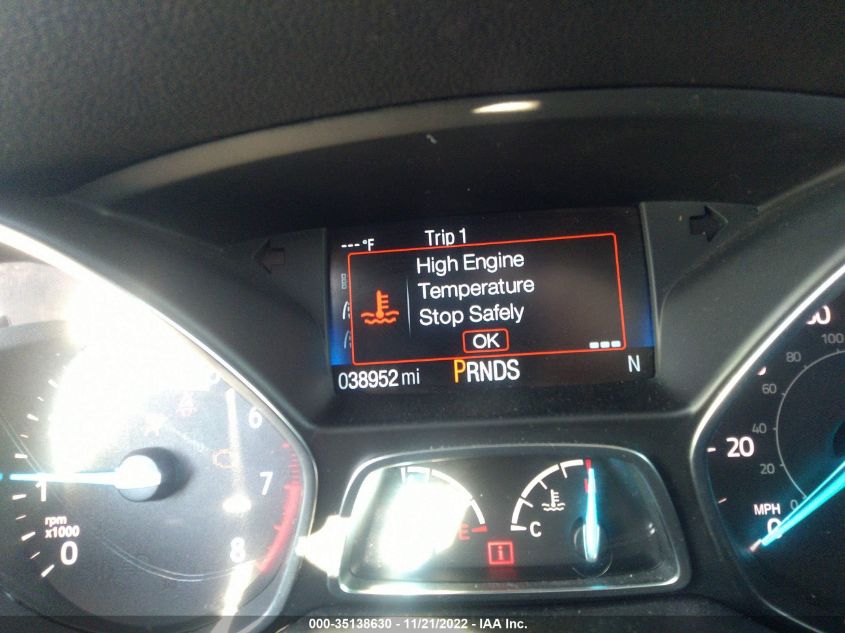 ---°F Trip 1
High Engine
Temperature
Stop Safely
OK
038952 mi PRNDS N
6
7
8
1
rpm
x1000
0
E
C H
i
100
80
60
40
20
0
20
MPH
0
000-35138630 - 11/21/2022 - IAA Inc.